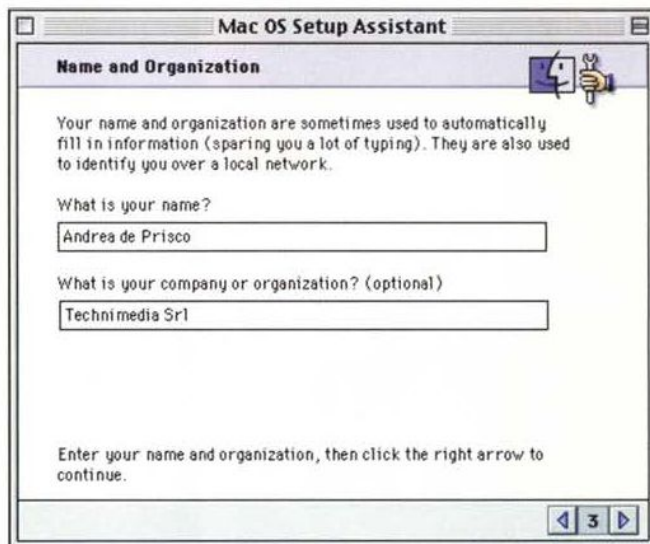 Mac OS Setup Assistant
Name and Organization
Your name and organization are sometimes used to automatically
fill in information (sparing you a lot of typing). They are also used
to identify you over a local network.
What is your name?
Andrea de Prisco
What is your company or organization? (optional)
Technimedia Srl
Enter your name and organization, then click the right arrow to
continue.
3